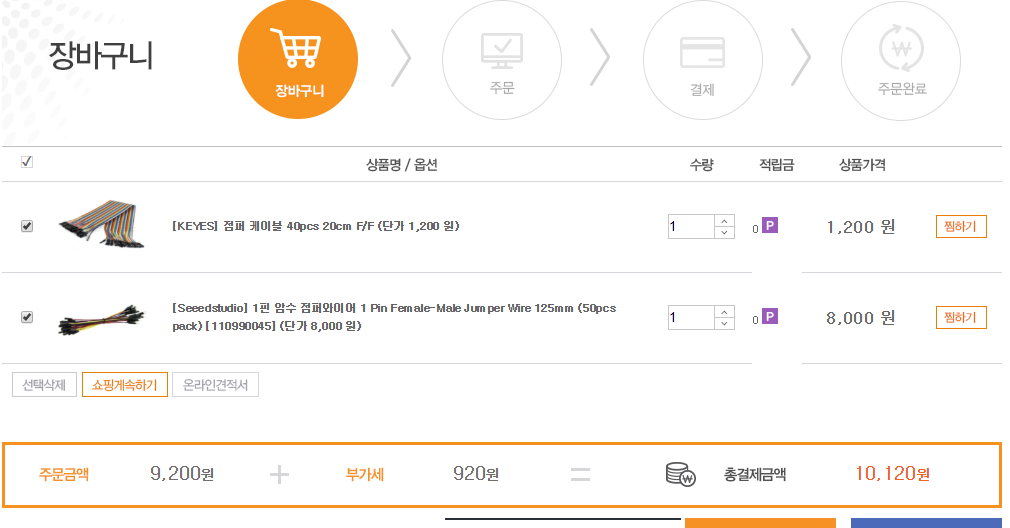 장바구니
장바구니
주문
결제
주문완료
상품명 / 옵션 수량 적립금 상품가격
[KEYES] 점퍼 케이블 40pcs 20cm F/F (단가 1,200 원) 1 0 P 1,200 원 찜하기
[Seeedstudio] 1핀 암수 점퍼와이어 1 Pin Female-Male Jumper Wire 125mm (50pcs
pack) [110990045] (단가 8,000 원) 1 0 P 8,000 원 찜하기
선택삭제 쇼핑계속하기 온라인견적서
주문금액 9,200원 + 부가세 920원 = 총결제금액 10,120원